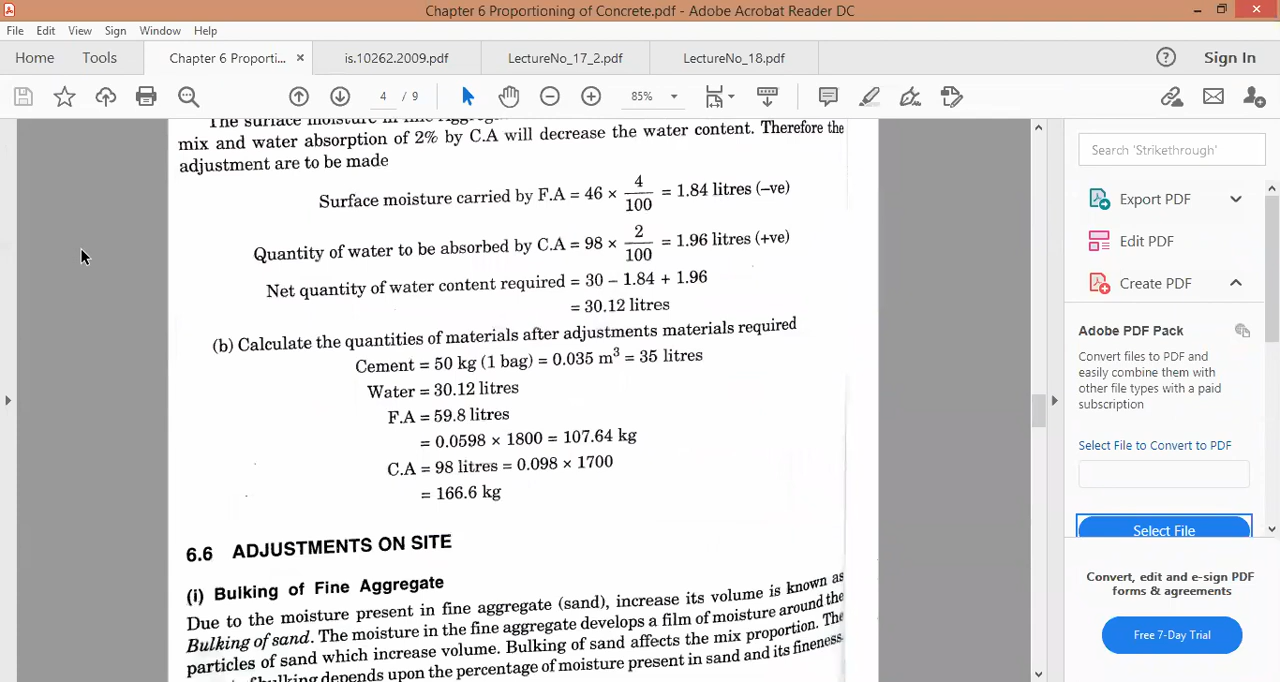 Chapter 6 Proportioning of Concrete.pdf - Adobe Acrobat Reader DC
File Edit View Sign Window Help
Home Tools Chapter 6 Proporti... × is.10262.2009.pdf LectureNo_17_2.pdf LectureNo_18.pdf Sign In
4 / 9 85%
The surface moisture in fine
mix and water absorption of 2% by C.A will decrease the water content. Therefore the
adjustment are to be made
Surface moisture carried by F.A = 46 × 4/100 = 1.84 litres (–ve)
Quantity of water to be absorbed by C.A = 98 × 2/100 = 1.96 litres (+ve)
Net quantity of water content required = 30 – 1.84 + 1.96
= 30.12 litres
(b) Calculate the quantities of materials after adjustments materials required
Cement = 50 kg (1 bag) = 0.035 m³ = 35 litres
Water = 30.12 litres
F.A = 59.8 litres
= 0.0598 × 1800 = 107.64 kg
C.A = 98 litres = 0.098 × 1700
= 166.6 kg
6.6 ADJUSTMENTS ON SITE
(i) Bulking of Fine Aggregate
Due to the moisture present in fine aggregate (sand), increase its volume is known as
Bulking of sand. The moisture in the fine aggregate develops a film of moisture around the
particles of sand which increase volume. Bulking of sand affects the mix proportion. The
of bulking depends upon the percentage of moisture present in sand and its fineness.
Search 'Strikethrough'
Export PDF
Edit PDF
Create PDF
Adobe PDF Pack
Convert files to PDF and
easily combine them with
other file types with a paid
subscription
Select File to Convert to PDF
Select File
Convert, edit and e-sign PDF
forms & agreements
Free 7-Day Trial